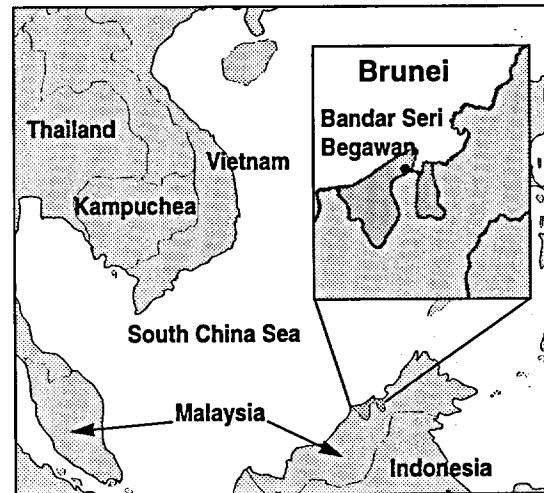 Brunei
Bandar Seri
Begawan
Thailand
Vietnam
Kampuchea
South China Sea
Malaysia
Indonesia